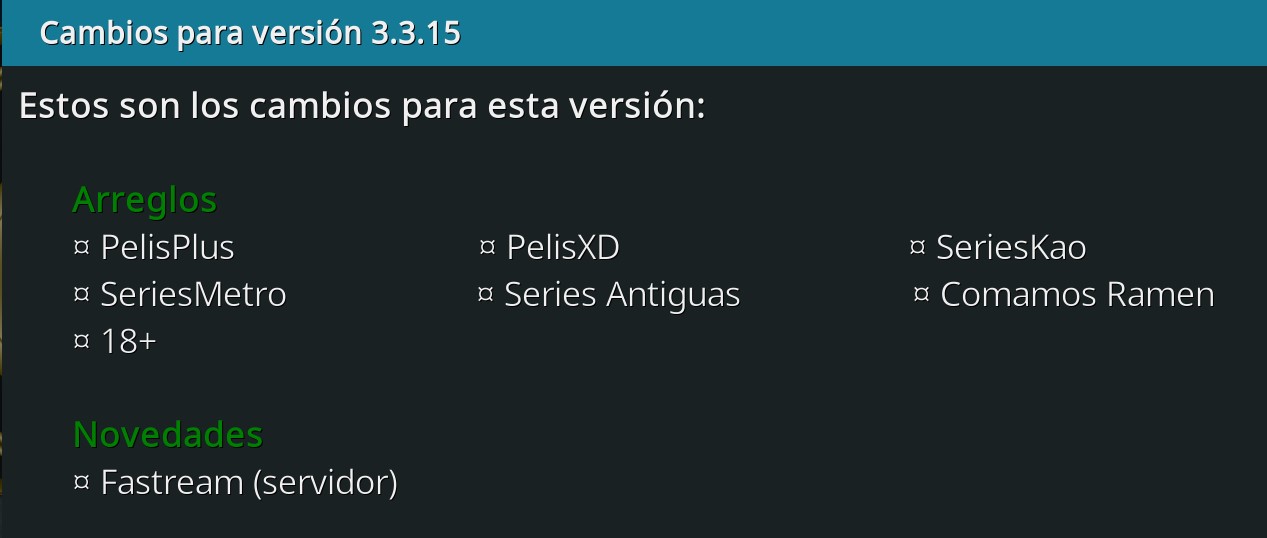 Cambios para versión 3.3.15
Estos son los cambios para esta versión:
Arreglos
¤ PelisPlus ¤ PelisXD ¤ SeriesKao
¤ SeriesMetro ¤ Series Antiguas ¤ Comamos Ramen
¤ 18+
Novedades
¤ Fastream (servidor)